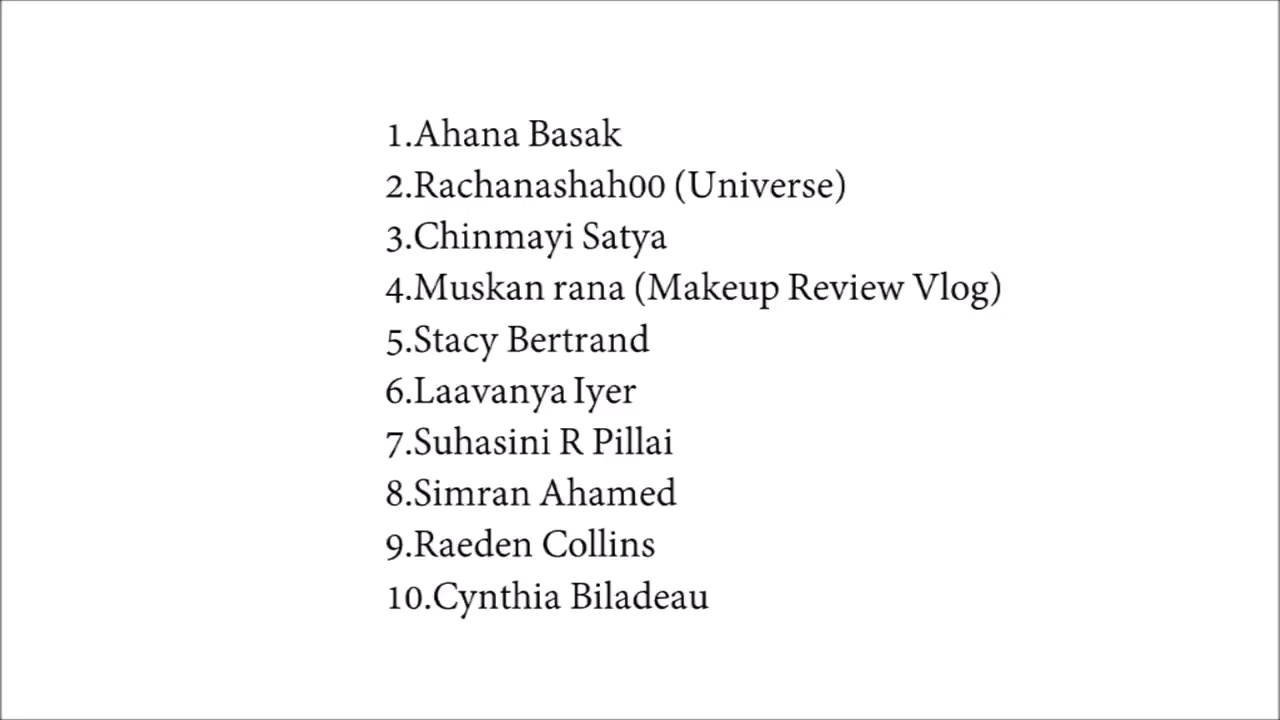 1.Ahana Basak
2.Rachanashah00 (Universe)
3.Chinmayi Satya
4.Muskan rana (Makeup Review Vlog)
5.Stacy Bertrand
6.Laavanya Iyer
7.Suhasini R Pillai
8.Simran Ahamed
9.Raeden Collins
10.Cynthia Biladeau